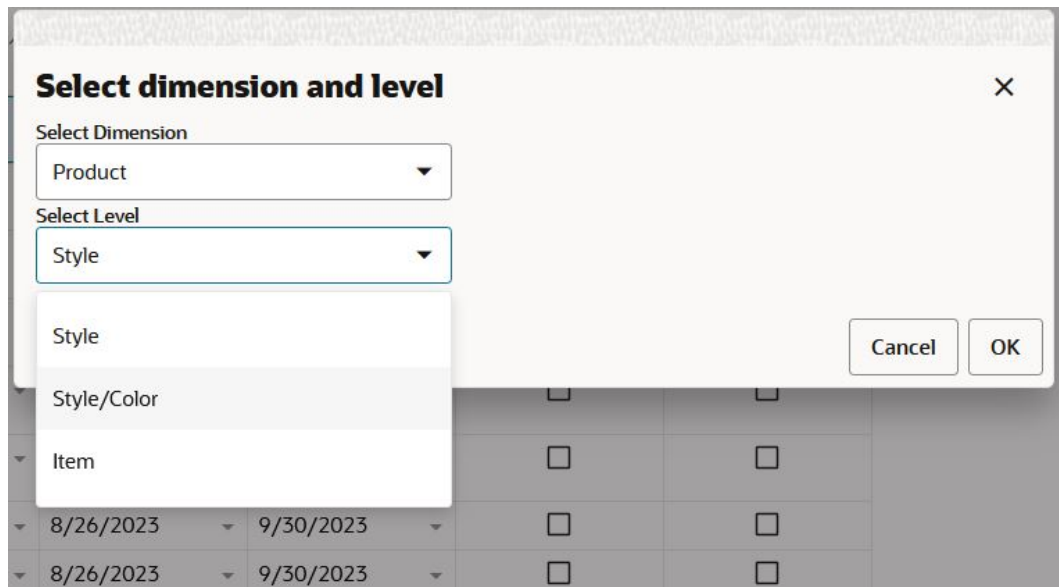 Select dimension and level
Select Dimension
Product
Select Level
Style
Style
Cancel OK
Style/Color
Item
8/26/2023 9/30/2023
8/26/2023 9/30/2023